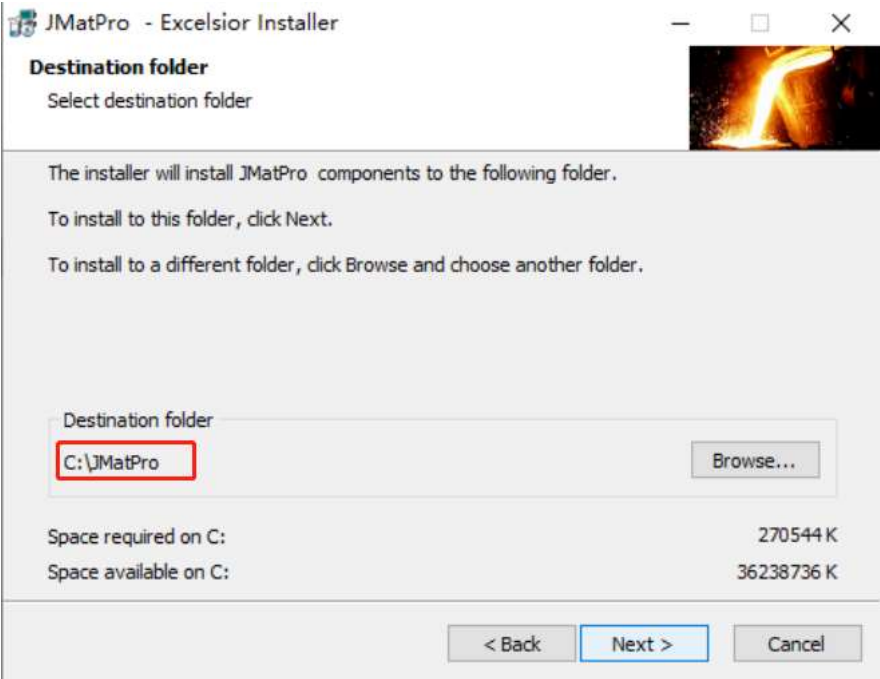 JMatPro - Excelsior Installer
Destination folder
Select destination folder
The installer will install JMatPro components to the following folder.
To install to this folder, click Next.
To install to a different folder, click Browse and choose another folder.
Destination folder
C:\JMatPro
Browse...
Space required on C: 270544 K
Space available on C: 36238736 K
< Back Next > Cancel